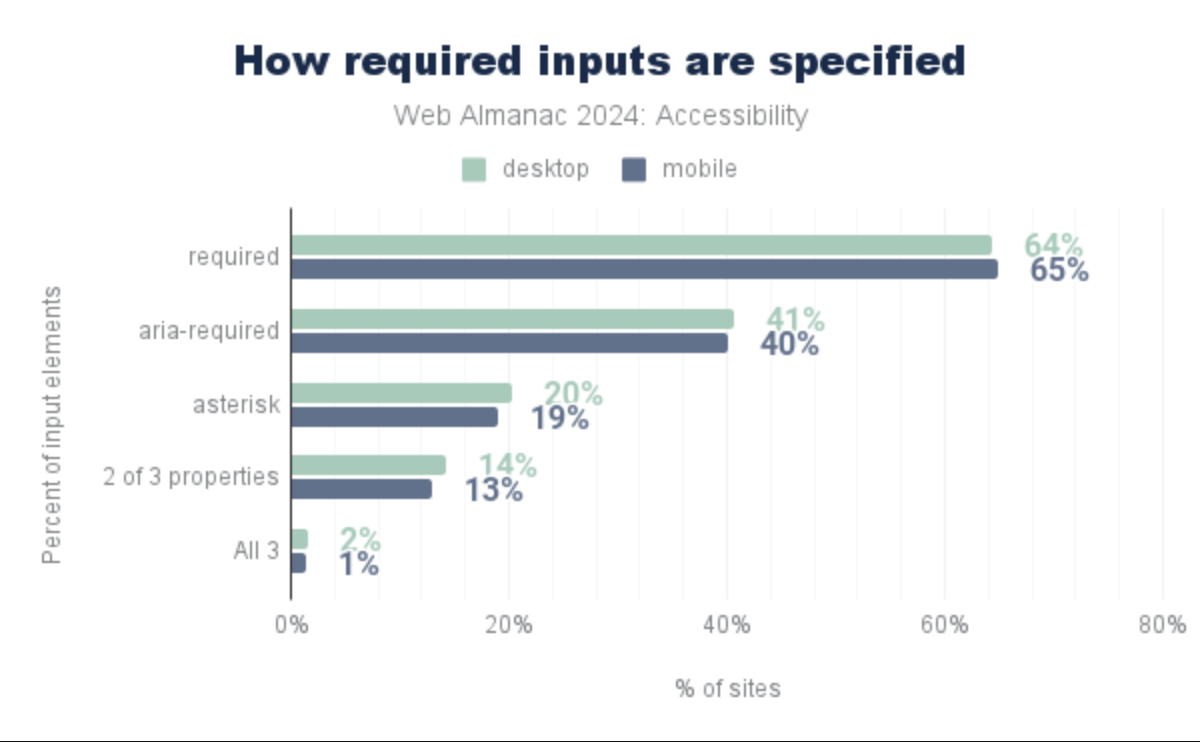 How required inputs are specified
Web Almanac 2024: Accessibility
desktop mobile
Percent of input elements
required 64%
65%
aria-required 41%
40%
asterisk 20%
19%
2 of 3 properties 14%
13%
All 3 2%
1%
0% 20% 40% 60% 80%
% of sites